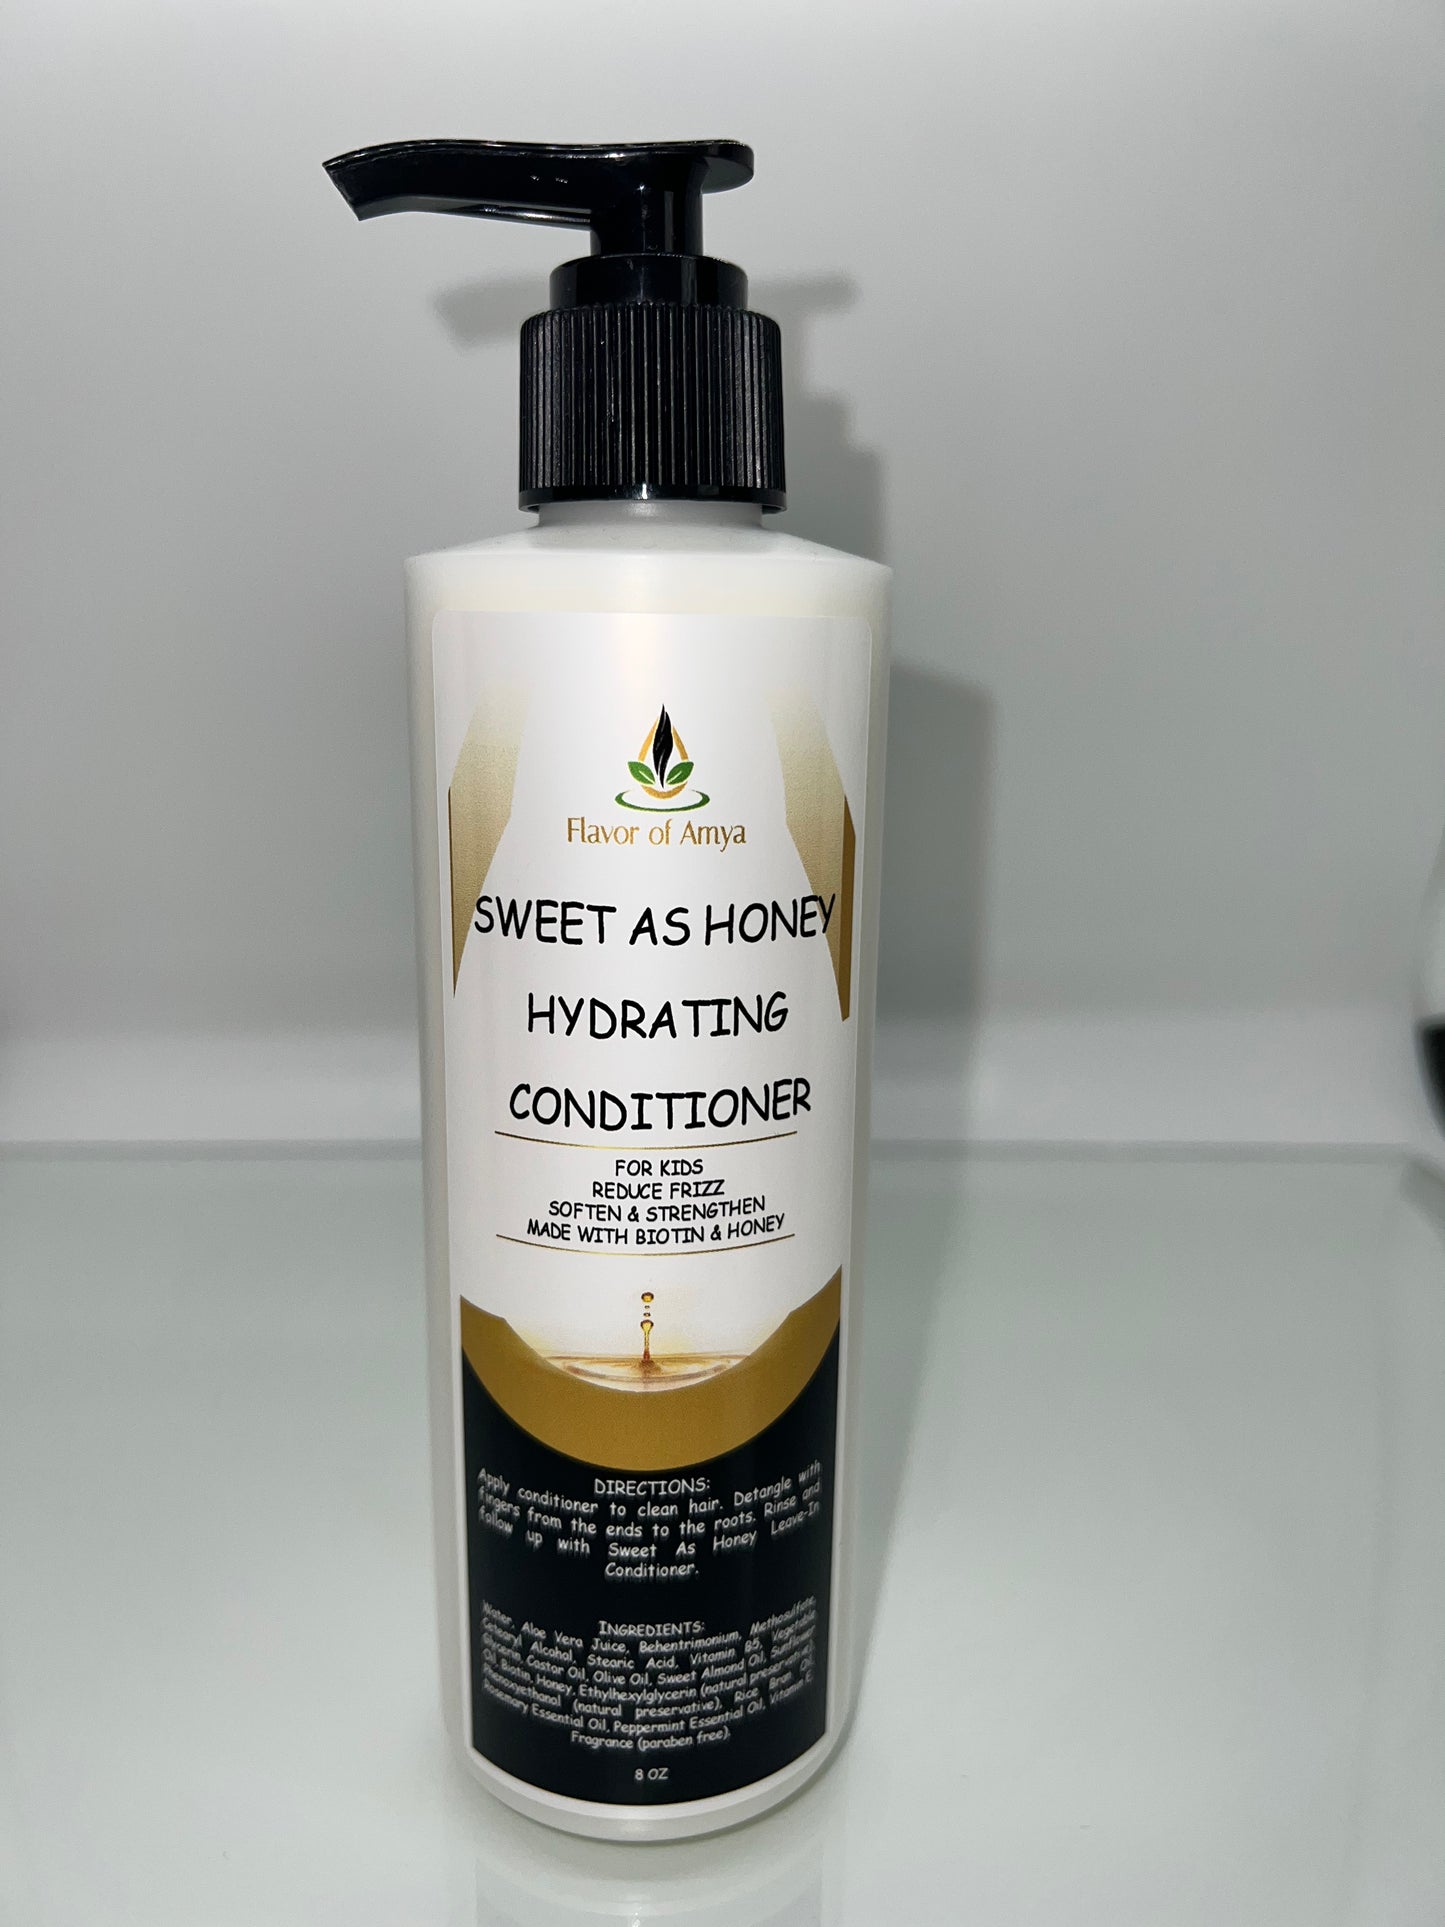 Flavor of Amya
SWEET AS HONEY
HYDRATING
CONDITIONER
FOR KIDS
REDUCE FRIZZ
SOFTEN & STRENGTHEN
MADE WITH BIOTIN & HONEY
DIRECTIONS:
Apply conditioner to clean hair. Detangle with
fingers from the ends to the roots. Rinse and
follow up with Sweet As Honey Leave-In
Conditioner.
INGREDIENTS:
Water, Aloe Vera Juice, Behentrimonium, Methosulfate,
Cetearyl Alcohol, Stearic Acid, Vitamin B5, Vegetable
Glycerin, Castor Oil, Olive Oil, Sweet Almond Oil, Sunflower
Oil, Biotin, Honey, Ethylhexylglycerin (natural preservative),
Phenoxyethanol (natural preservative), Rice Bran Oil,
Rosemary Essential Oil, Peppermint Essential Oil, Vitamin E,
Fragrance (paraben free).
8 OZ